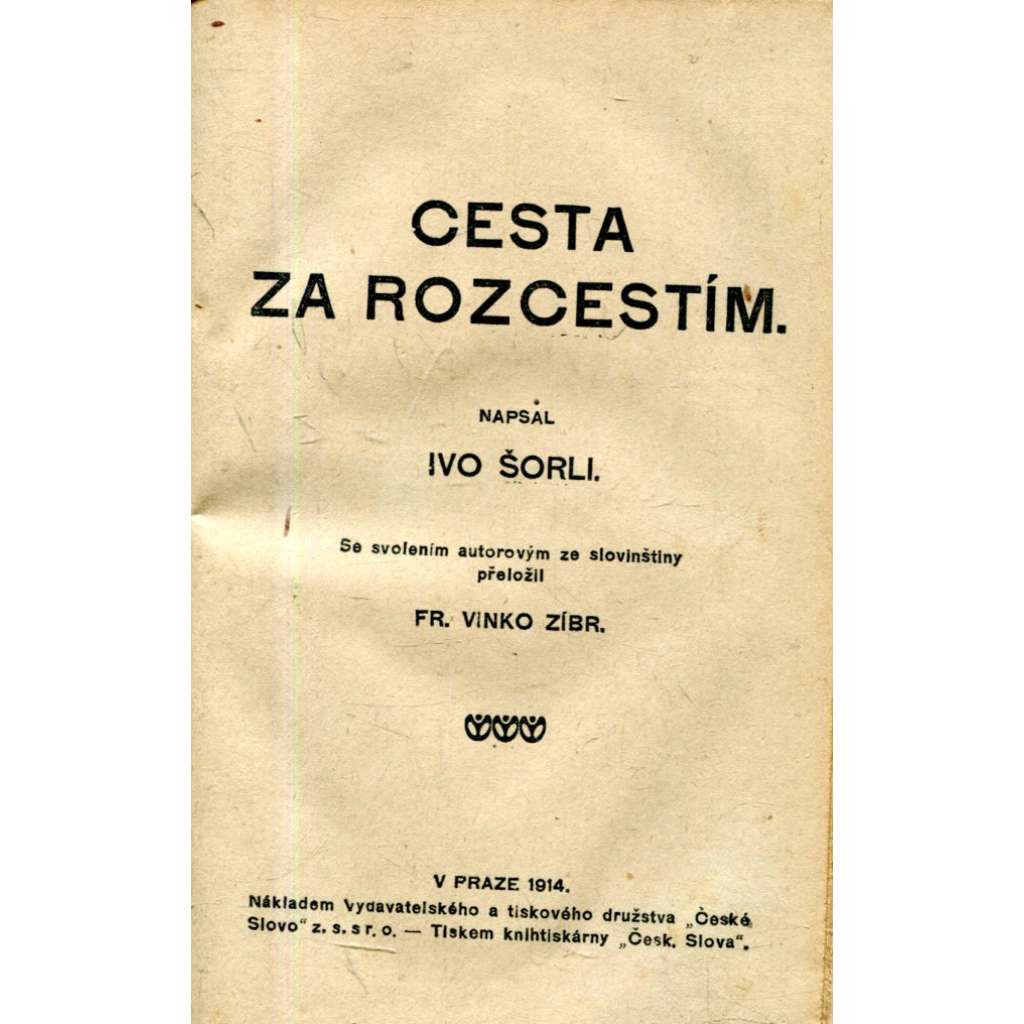 CESTA
ZA ROZCESTÍM.
NAPSAL
IVO ŠORLI.
Se svolením autorovým ze slovinštiny
přeložil
FR. VINKO ZÍBR.
V PRAZE 1914.
Nákladem Vydavatelského a tiskového družstva „České
Slovo“ z. s. s r. o. — Tiskem knihtiskárny „Česk. Slova“.